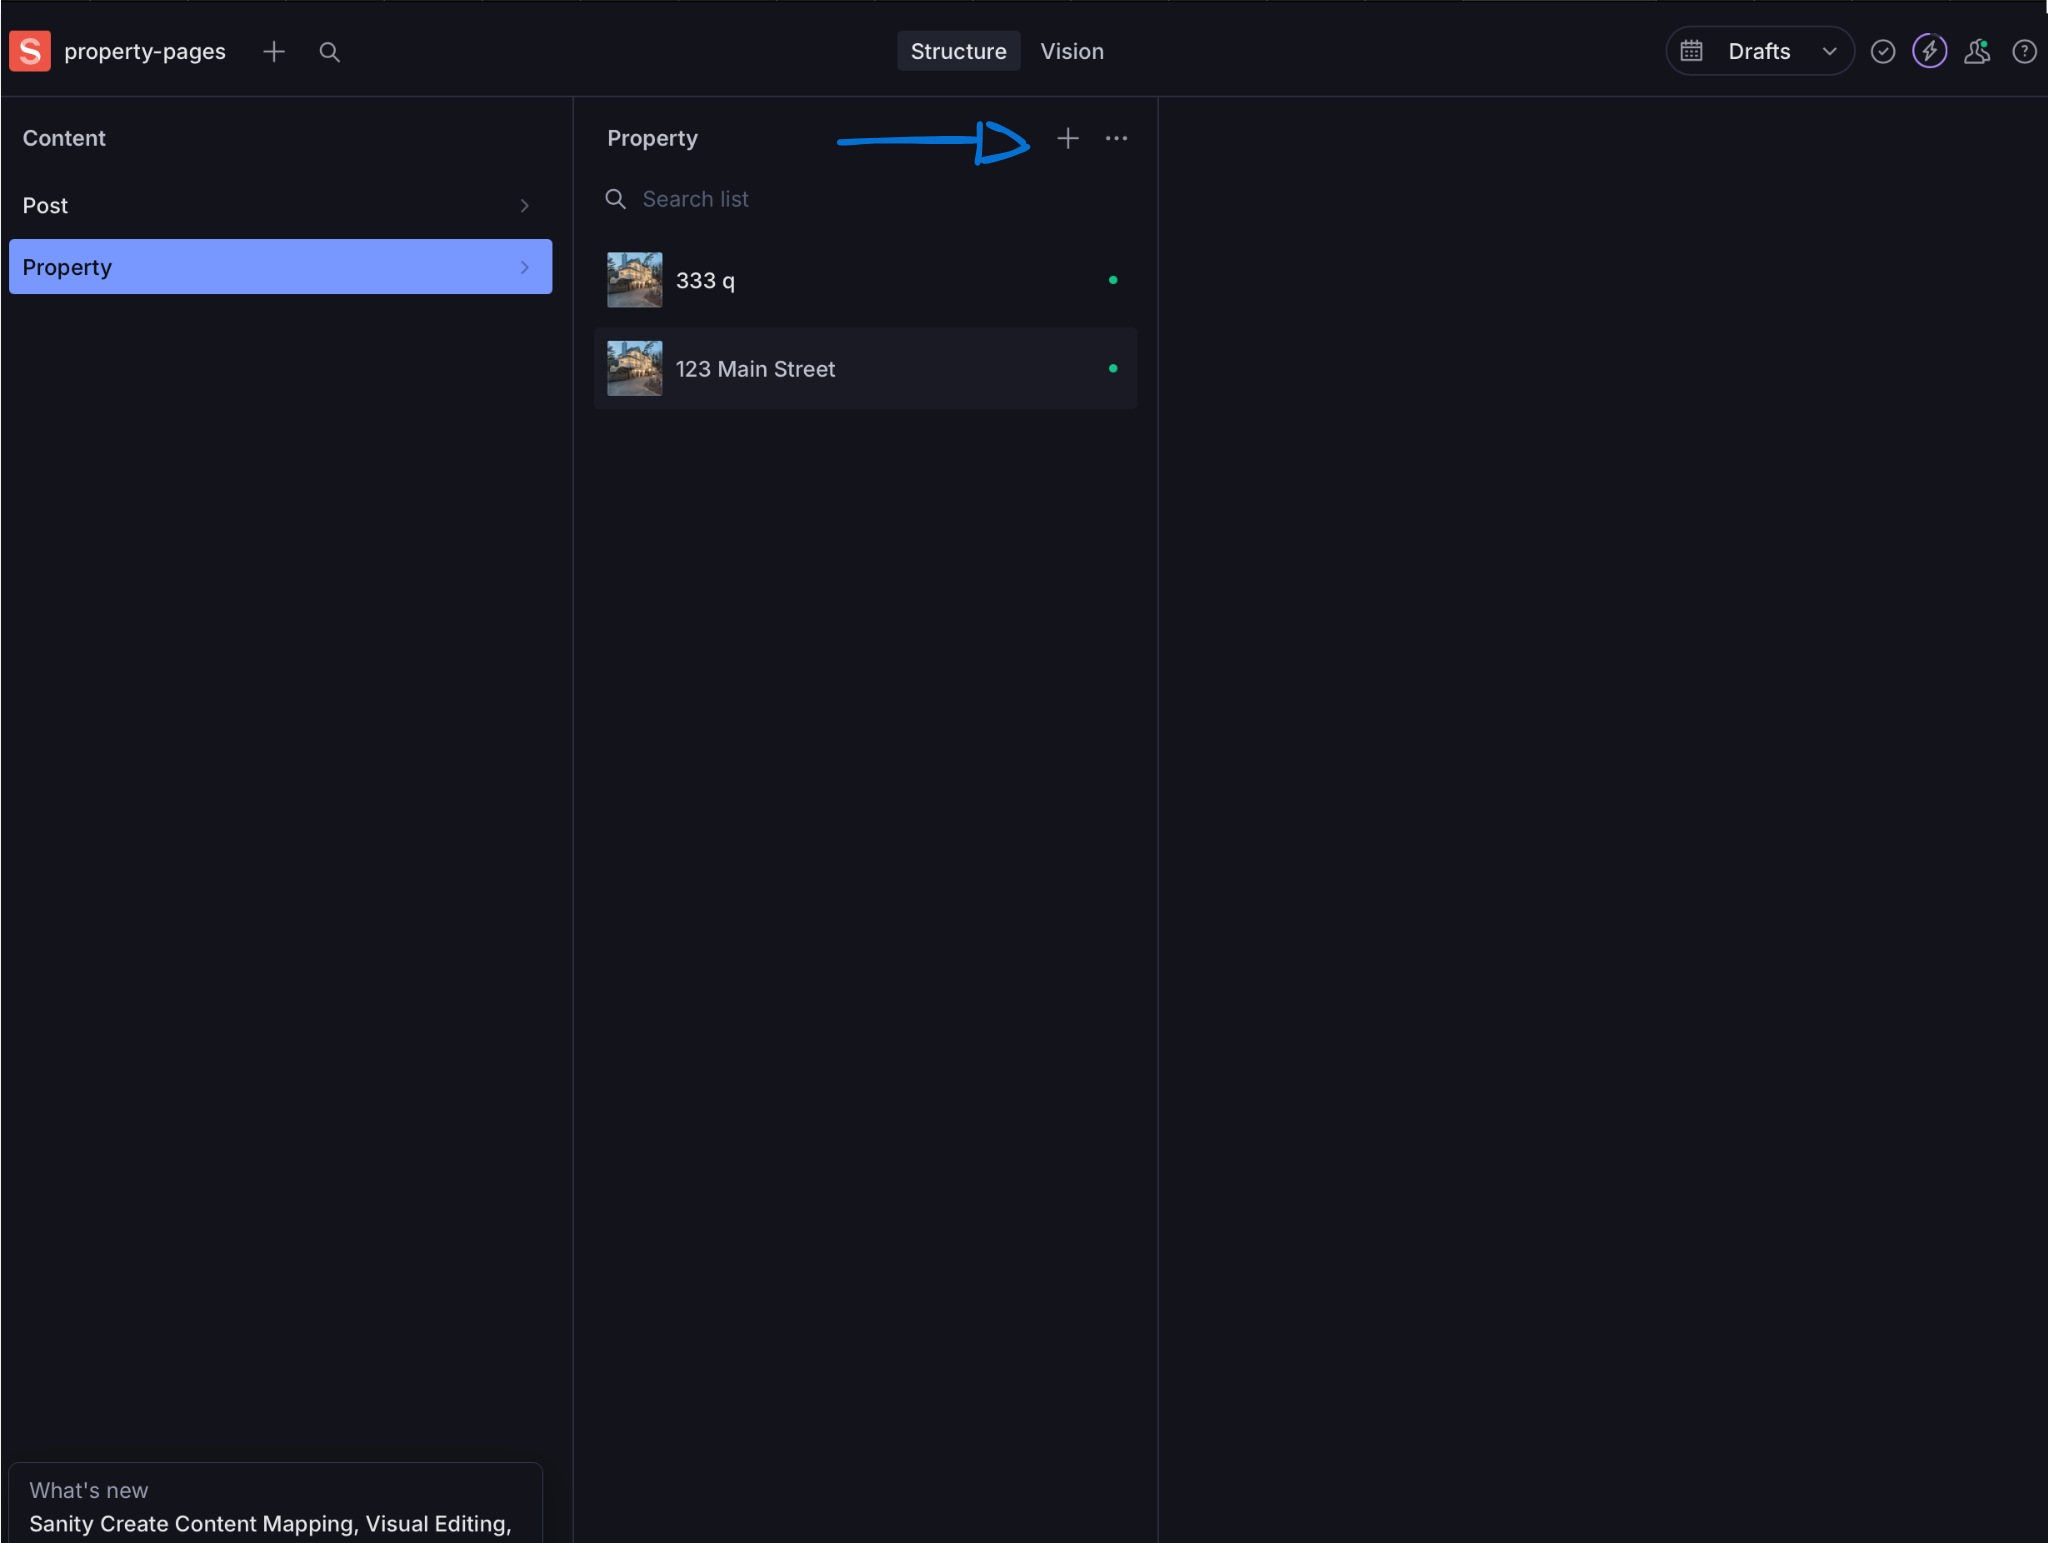 S property-pages
Structure
Vision
Drafts
Content
Post
Property
Property
Search list
333 q
123 Main Street
What's new
Sanity Create Content Mapping, Visual Editing,